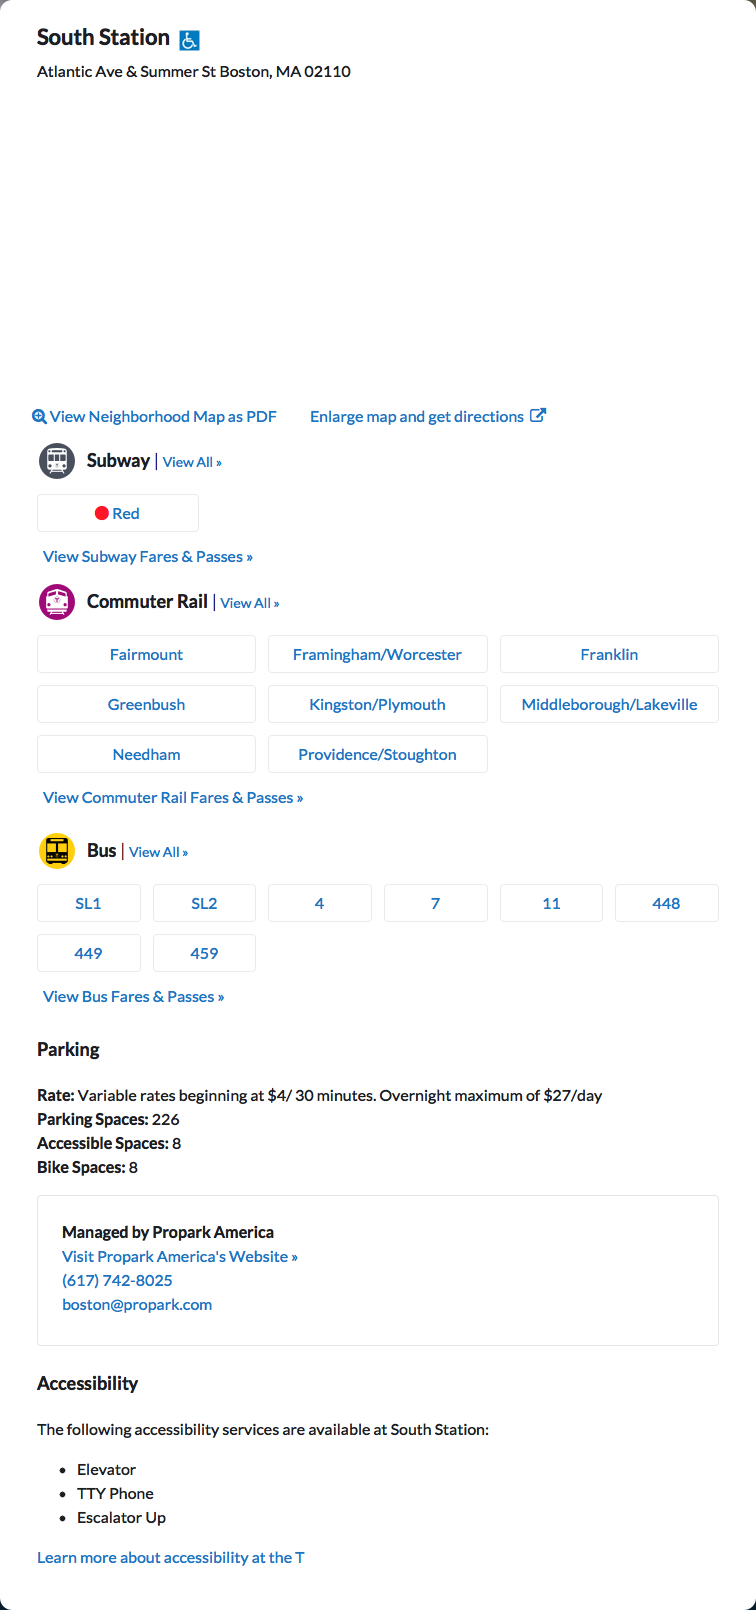 South Station
Atlantic Ave & Summer St Boston, MA 02110
View Neighborhood Map as PDF Enlarge map and get directions
Subway | View All »
Red
View Subway Fares & Passes »
Commuter Rail | View All »
Fairmount Framingham/Worcester Franklin
Greenbush Kingston/Plymouth Middleborough/Lakeville
Needham Providence/Stoughton
View Commuter Rail Fares & Passes »
Bus | View All »
SL1 SL2 4 7 11 448
449 459
View Bus Fares & Passes »
Parking
Rate: Variable rates beginning at $4/ 30 minutes. Overnight maximum of $27/day
Parking Spaces: 226
Accessible Spaces: 8
Bike Spaces: 8
Managed by Propark America
Visit Propark America's Website »
(617) 742-8025
boston@propark.com
Accessibility
The following accessibility services are available at South Station:
• Elevator
• TTY Phone
• Escalator Up
Learn more about accessibility at the T